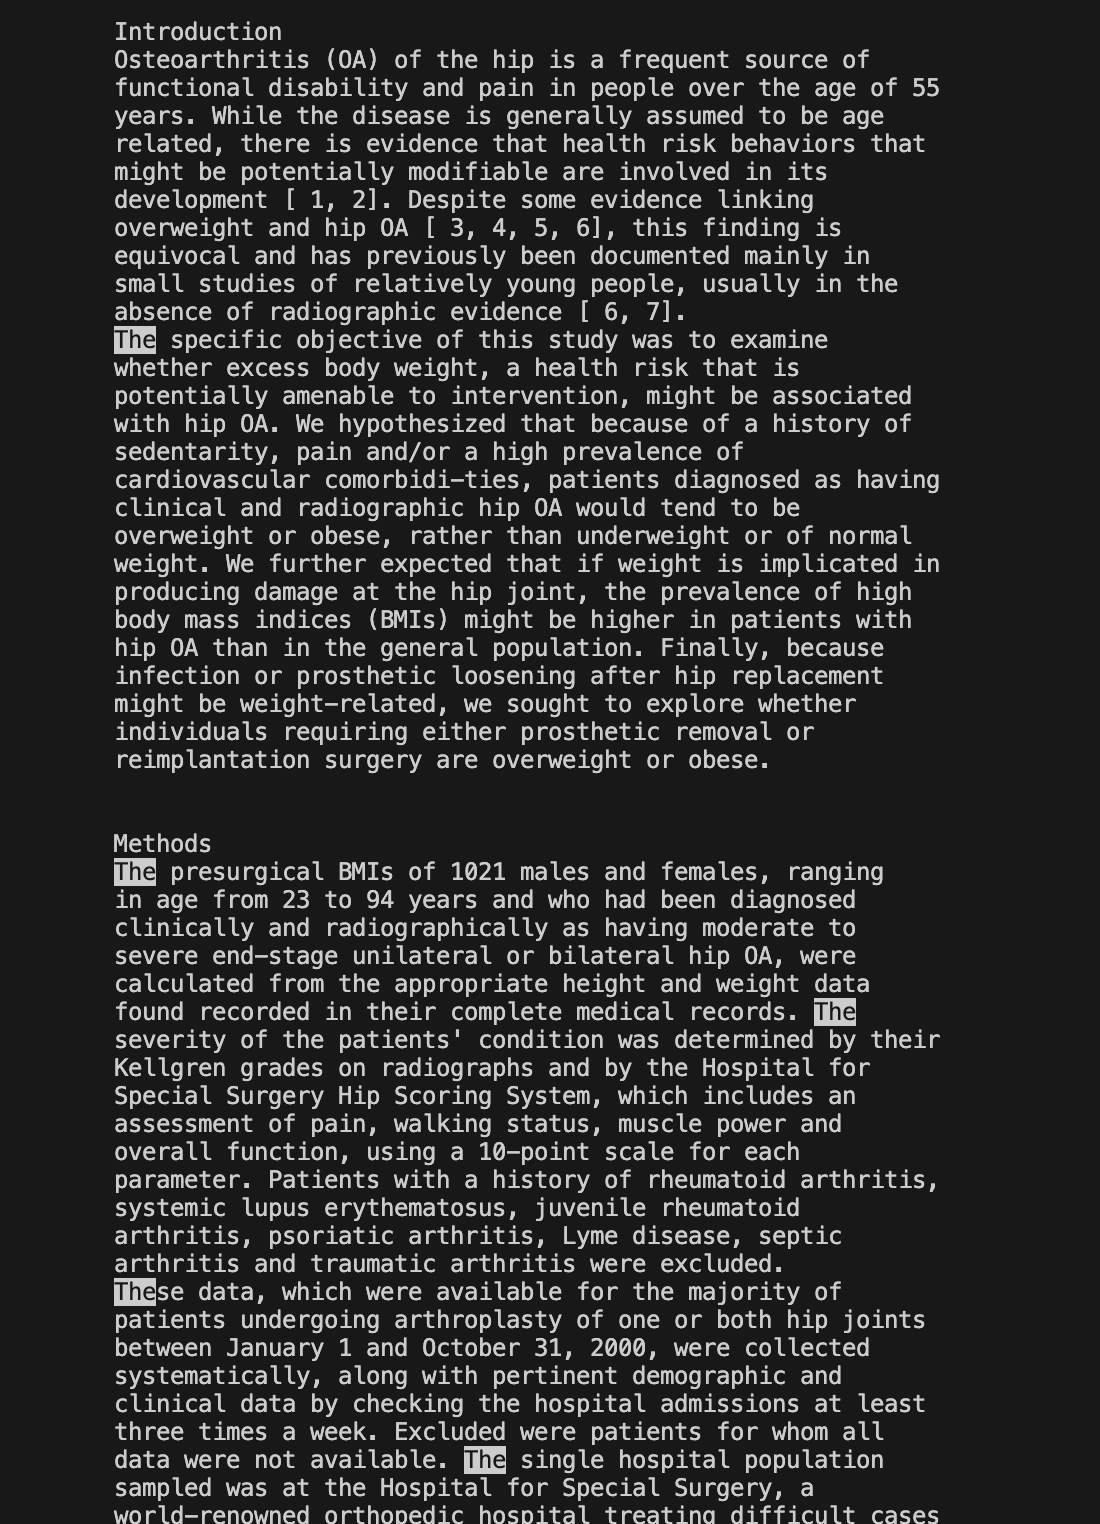 Introduction
Osteoarthritis (OA) of the hip is a frequent source of
functional disability and pain in people over the age of 55
years. While the disease is generally assumed to be age
related, there is evidence that health risk behaviors that
might be potentially modifiable are involved in its
development [ 1, 2]. Despite some evidence linking
overweight and hip OA [ 3, 4, 5, 6], this finding is
equivocal and has previously been documented mainly in
small studies of relatively young people, usually in the
absence of radiographic evidence [ 6, 7].
The specific objective of this study was to examine
whether excess body weight, a health risk that is
potentially amenable to intervention, might be associated
with hip OA. We hypothesized that because of a history of
sedentarity, pain and/or a high prevalence of
cardiovascular comorbidi-ties, patients diagnosed as having
clinical and radiographic hip OA would tend to be
overweight or obese, rather than underweight or of normal
weight. We further expected that if weight is implicated in
producing damage at the hip joint, the prevalence of high
body mass indices (BMIs) might be higher in patients with
hip OA than in the general population. Finally, because
infection or prosthetic loosening after hip replacement
might be weight-related, we sought to explore whether
individuals requiring either prosthetic removal or
reimplantation surgery are overweight or obese.
Methods
The presurgical BMIs of 1021 males and females, ranging
in age from 23 to 94 years and who had been diagnosed
clinically and radiographically as having moderate to
severe end-stage unilateral or bilateral hip OA, were
calculated from the appropriate height and weight data
found recorded in their complete medical records. The
severity of the patients' condition was determined by their
Kellgren grades on radiographs and by the Hospital for
Special Surgery Hip Scoring System, which includes an
assessment of pain, walking status, muscle power and
overall function, using a 10-point scale for each
parameter. Patients with a history of rheumatoid arthritis,
systemic lupus erythematosus, juvenile rheumatoid
arthritis, psoriatic arthritis, Lyme disease, septic
arthritis and traumatic arthritis were excluded.
These data, which were available for the majority of
patients undergoing arthroplasty of one or both hip joints
between January 1 and October 31, 2000, were collected
systematically, along with pertinent demographic and
clinical data by checking the hospital admissions at least
three times a week. Excluded were patients for whom all
data were not available. The single hospital population
sampled was at the Hospital for Special Surgery, a
world-renowned orthopedic hospital treating difficult cases